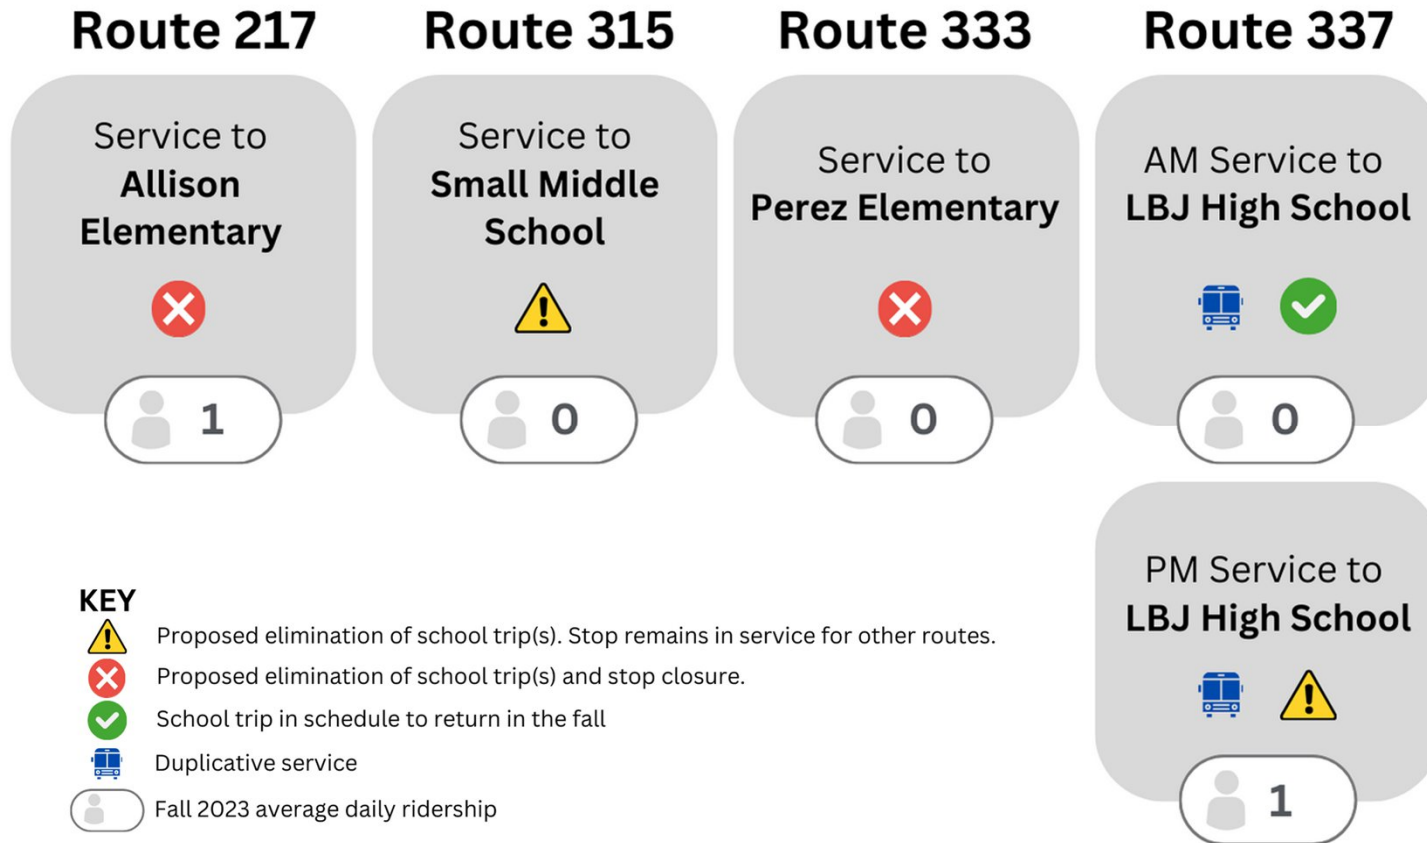 Route 217
Service to
Allison
Elementary
1
Route 315
Service to
Small Middle
School
0
Route 333
Service to
Perez Elementary
0
Route 337
AM Service to
LBJ High School
0
PM Service to
LBJ High School
1
KEY
Proposed elimination of school trip(s). Stop remains in service for other routes.
Proposed elimination of school trip(s) and stop closure.
School trip in schedule to return in the fall
Duplicative service
Fall 2023 average daily ridership